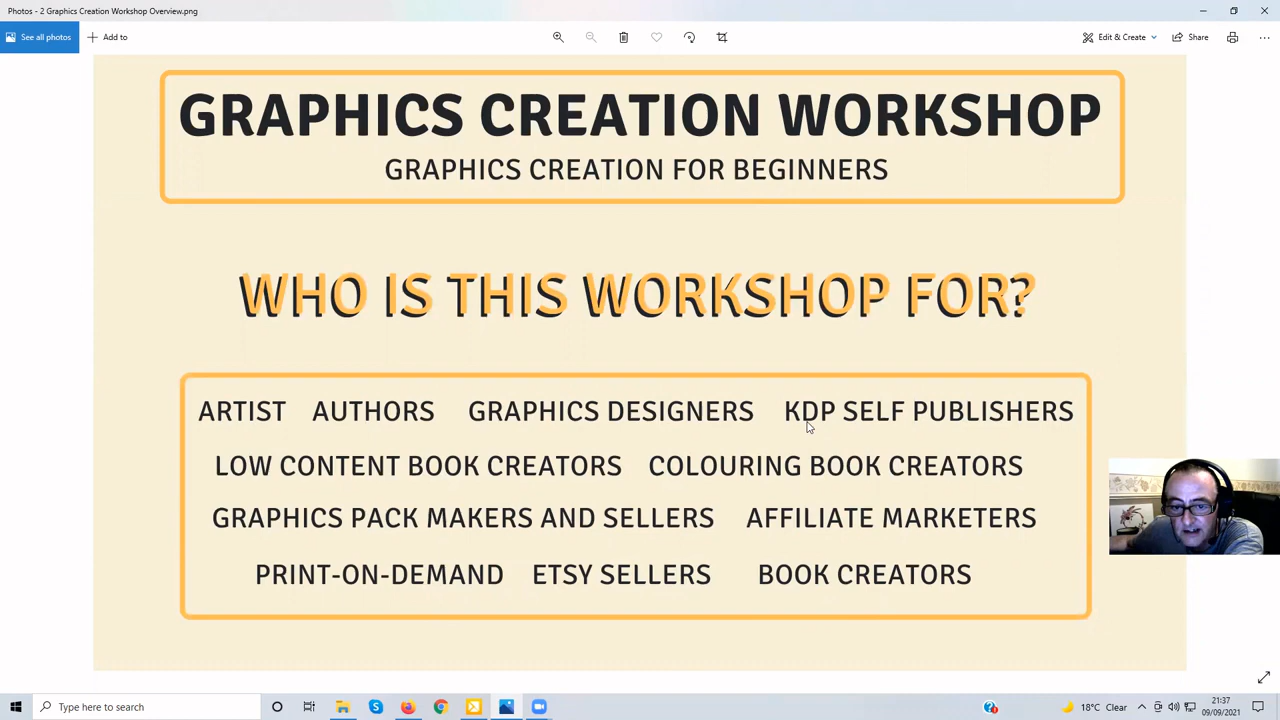 Photos - 2 Graphics Creation Workshop Overview.png
See all photos
Add to
Edit & Create
Share
GRAPHICS CREATION WORKSHOP
GRAPHICS CREATION FOR BEGINNERS
WHO IS THIS WORKSHOP FOR?
ARTIST AUTHORS GRAPHICS DESIGNERS KDP SELF PUBLISHERS
LOW CONTENT BOOK CREATORS COLOURING BOOK CREATORS
GRAPHICS PACK MAKERS AND SELLERS AFFILIATE MARKETERS
PRINT-ON-DEMAND ETSY SELLERS BOOK CREATORS
Type here to search
18°C Clear
21:37
09/09/2021